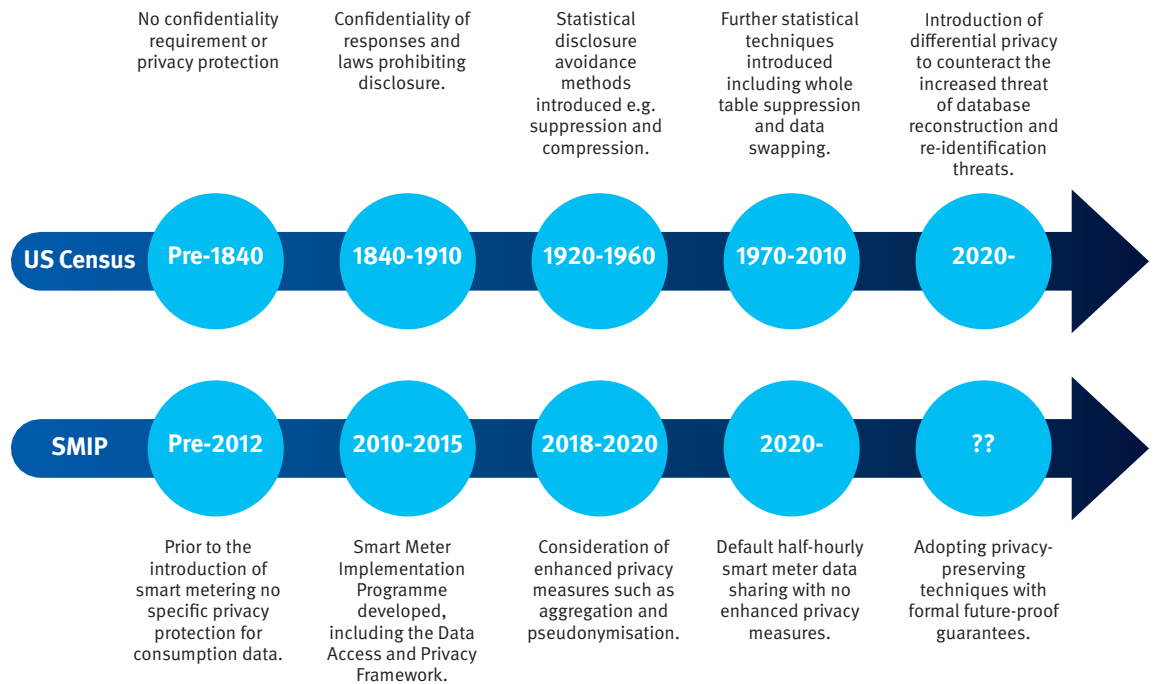 No confidentiality
requirement or
privacy protection
Confidentiality of
responses and
laws prohibiting
disclosure.
Statistical
disclosure
avoidance
methods
introduced e.g.
suppression and
compression.
Further statistical
techniques
introduced
including whole
table suppression
and data
swapping.
Introduction of
differential privacy
to counteract the
increased threat
of database
reconstruction and
re-identification
threats.
US Census
Pre-1840
1840-1910
1920-1960
1970-2010
2020-
SMIP
Pre-2012
2010-2015
2018-2020
2020-
??
Prior to the
introduction of
smart metering no
specific privacy
protection for
consumption data.
Smart Meter
Implementation
Programme
developed,
including the Data
Access and Privacy
Framework.
Consideration of
enhanced privacy
measures such as
aggregation and
pseudonymisation.
Default half-hourly
smart meter data
sharing with no
enhanced privacy
measures.
Adopting privacy-
preserving
techniques with
formal future-proof
guarantees.